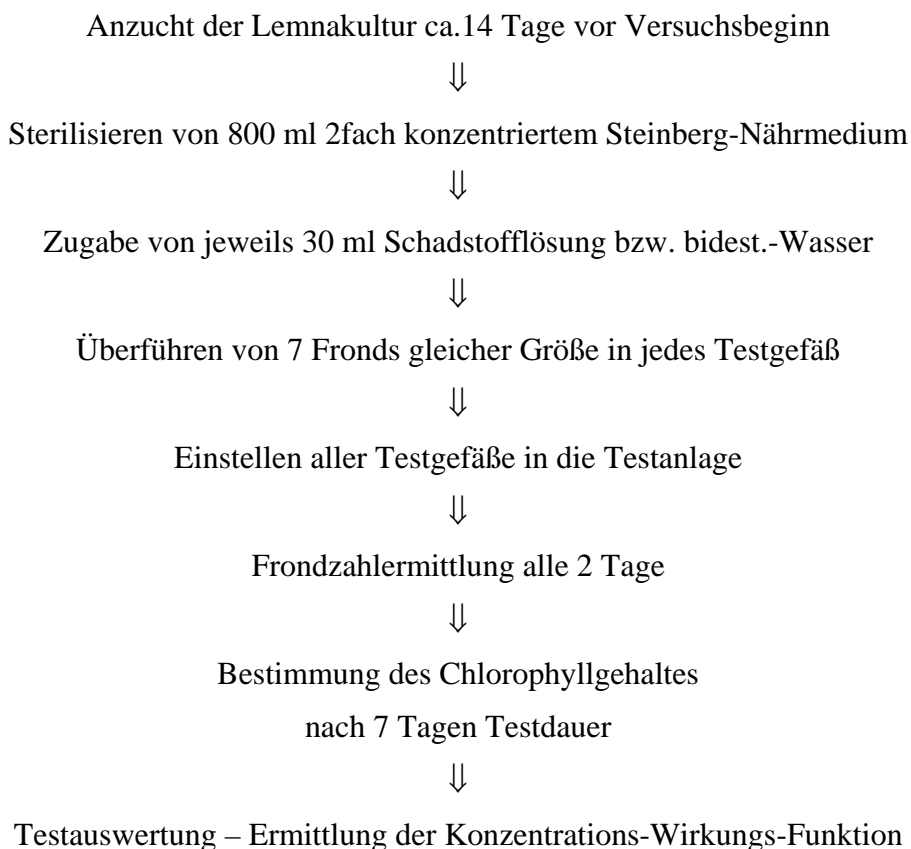 Anzucht der Lemnakultur ca.14 Tage vor Versuchsbeginn
⇓
Sterilisieren von 800 ml 2fach konzentriertem Steinberg-Nährmedium
⇓
Zugabe von jeweils 30 ml Schadstofflösung bzw. bidest.-Wasser
⇓
Überführen von 7 Fronds gleicher Größe in jedes Testgefäß
⇓
Einstellen aller Testgefäße in die Testanlage
⇓
Frondzahlermittlung alle 2 Tage
⇓
Bestimmung des Chlorophyllgehaltes
nach 7 Tagen Testdauer
⇓
Testauswertung – Ermittlung der Konzentrations-Wirkungs-Funktion